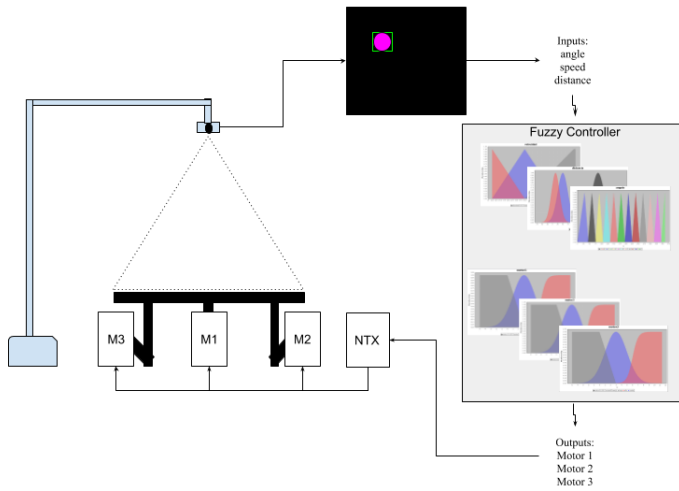 Inputs:
angle
speed
distance
Fuzzy Controller
M3
M1
M2
NTX
Outputs:
Motor 1
Motor 2
Motor 3